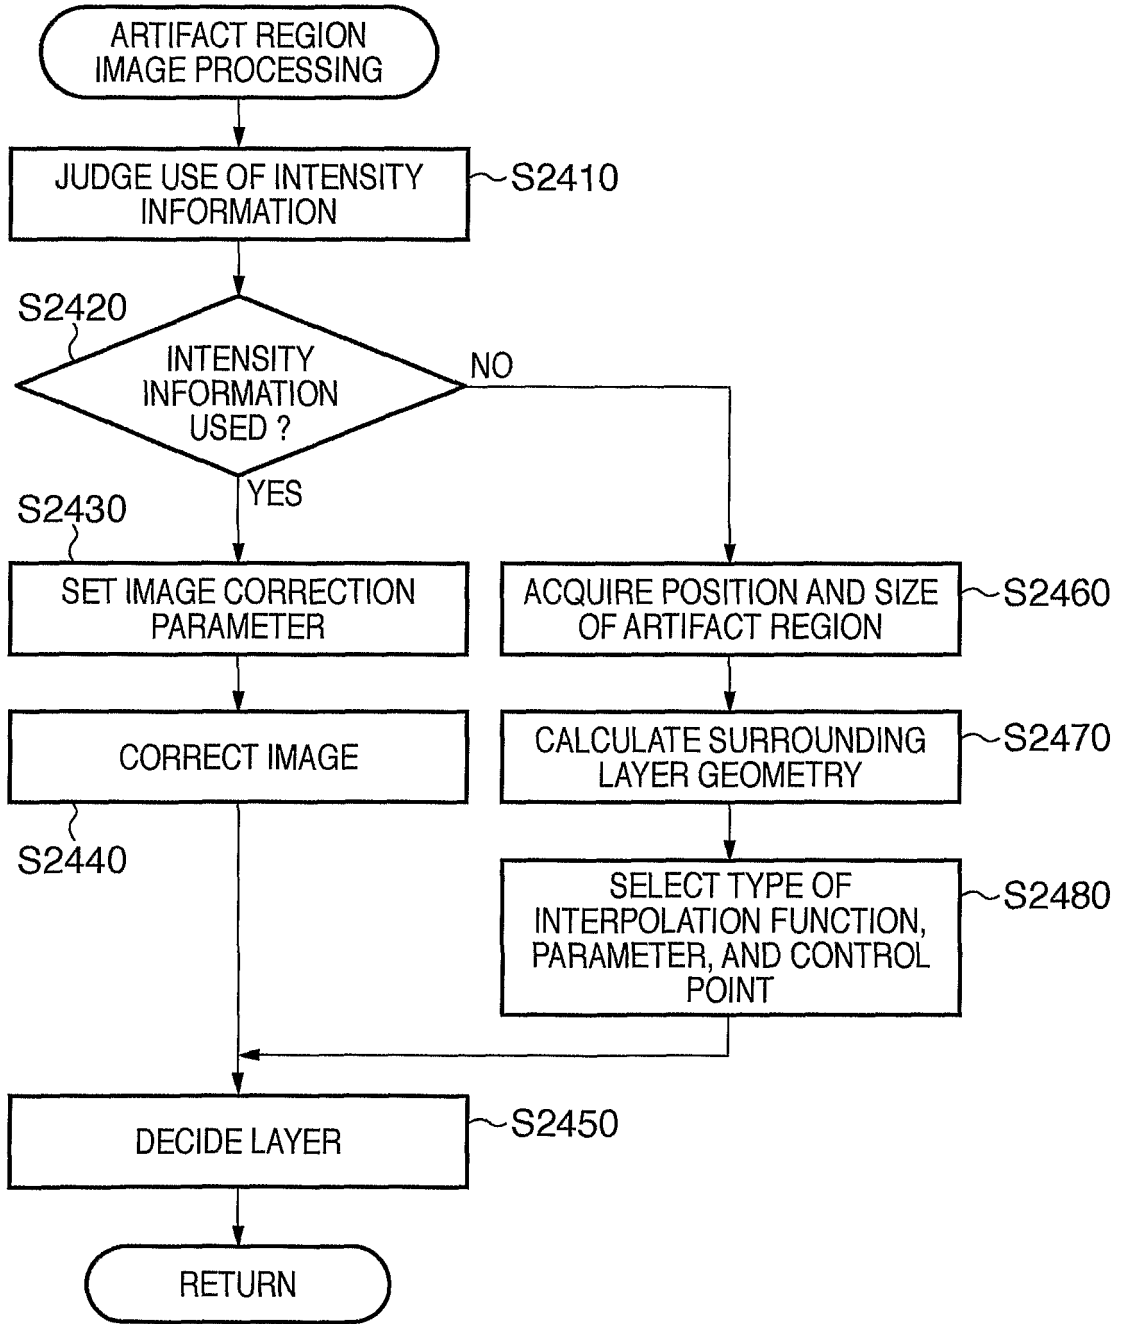 ARTIFACT REGION
IMAGE PROCESSING
JUDGE USE OF INTENSITY
INFORMATION
S2410
S2420
INTENSITY
INFORMATION
USED ?
NO
YES
S2430
SET IMAGE CORRECTION
PARAMETER
ACQUIRE POSITION AND SIZE
OF ARTIFACT REGION
S2460
CORRECT IMAGE
S2440
CALCULATE SURROUNDING
LAYER GEOMETRY
S2470
SELECT TYPE OF
INTERPOLATION FUNCTION,
PARAMETER, AND CONTROL
POINT
S2480
DECIDE LAYER
S2450
RETURN